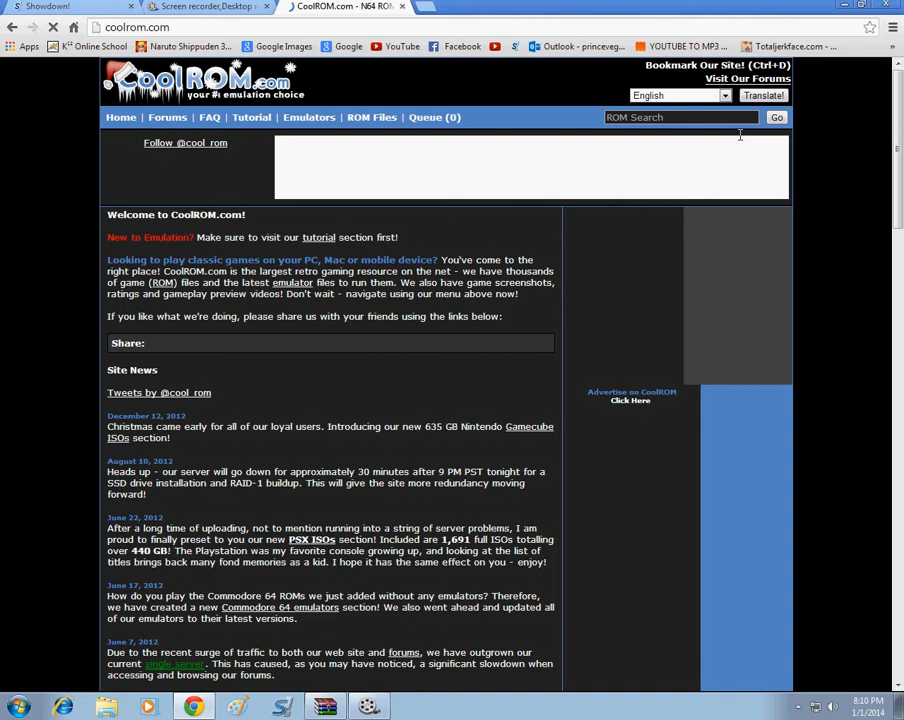 Showdown!
Screen recorder,Desktop r
CoolROM.com - N64 ROM
coolrom.com
Apps
K¹² Online School
Naruto Shippuden 3
Google Images
Google
YouTube
Facebook
Outlook - princeveg...
YOUTUBE TO MP3 ...
Totaljerkface.com - ...
CoolROM.com
your #1 emulation choice
Bookmark Our Site! (Ctrl+D)
Visit Our Forums
English
Translate!
Home | Forums | FAQ | Tutorial | Emulators | ROM Files | Queue (0)
ROM Search
Go
Follow @cool_rom
Welcome to CoolROM.com!
New to Emulation? Make sure to visit our tutorial section first!
Looking to play classic games on your PC, Mac or mobile device? You've come to the
right place! CoolROM.com is the largest retro gaming resource on the net - we have thousands
of game (ROM) files and the latest emulator files to run them. We also have game screenshots,
ratings and gameplay preview videos! Don't wait - navigate using our menu above now!
If you like what we're doing, please share us with your friends using the links below:
Share:
Site News
Tweets by @cool_rom
December 12, 2012
Christmas came early for all of our loyal users. Introducing our new 635 GB Nintendo Gamecube
ISOs section!
August 10, 2012
Heads up - our server will go down for approximately 30 minutes after 9 PM PST tonight for a
SSD drive installation and RAID-1 buildup. This will give the site more redundancy moving
forward!
June 22, 2012
After a long time of uploading, not to mention running into a string of server problems, I am
proud to finally preset to you our new PSX ISOs section! Included are 1,691 full ISOs totalling
over 440 GB! The Playstation was my favorite console growing up, and looking at the list of
titles brings back many fond memories as a kid. I hope it has the same effect on you - enjoy!
June 17, 2012
How do you play the Commodore 64 ROMs we just added without any emulators? Therefore,
we have created a new Commodore 64 emulators section! We also went ahead and updated all
of our emulators to their latest versions.
June 7, 2012
Due to the recent surge of traffic to both our web site and forums, we have outgrown our
current single server. This has caused, as you may have noticed, a significant slowdown when
accessing and browsing our forums.
Advertise on CoolROM
Click Here
8:10 PM
1/1/2014